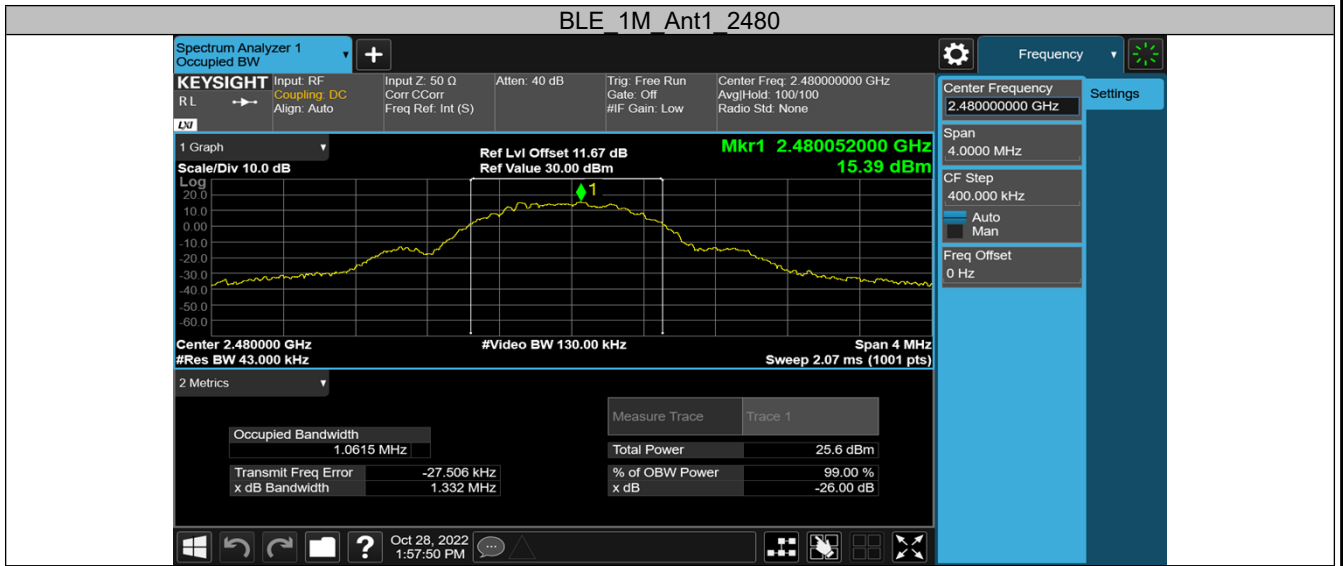 BLE_1M_Ant1_2480
Spectrum Analyzer 1
Occupied BW
+
Frequency
KEYSIGHT
RL
LXI
Input: RF
Coupling: DC
Align: Auto
Input Z: 50 Ω
Corr CCorr
Freq Ref: Int (S)
Atten: 40 dB
Trig: Free Run
Gate: Off
#IF Gain: Low
Center Freq: 2.480000000 GHz
Avg|Hold: 100/100
Radio Std: None
Center Frequency
2.480000000 GHz
Settings
Span
4.0000 MHz
CF Step
400.000 kHz
Auto
Man
Freq Offset
0 Hz
1 Graph
Scale/Div 10.0 dB
Ref Lvl Offset 11.67 dB
Ref Value 30.00 dBm
Mkr1 2.480052000 GHz
15.39 dBm
Log
20.0
10.0
0.00
-10.0
-20.0
-30.0
-40.0
-50.0
-60.0
1
Center 2.480000 GHz
#Res BW 43.000 kHz
#Video BW 130.00 kHz
Span 4 MHz
Sweep 2.07 ms (1001 pts)
2 Metrics
Measure Trace Trace 1
Occupied Bandwidth
1.0615 MHz
Total Power 25.6 dBm
Transmit Freq Error -27.506 kHz
% of OBW Power 99.00 %
x dB Bandwidth 1.332 MHz
x dB -26.00 dB
?
Oct 28, 2022
1:57:50 PM